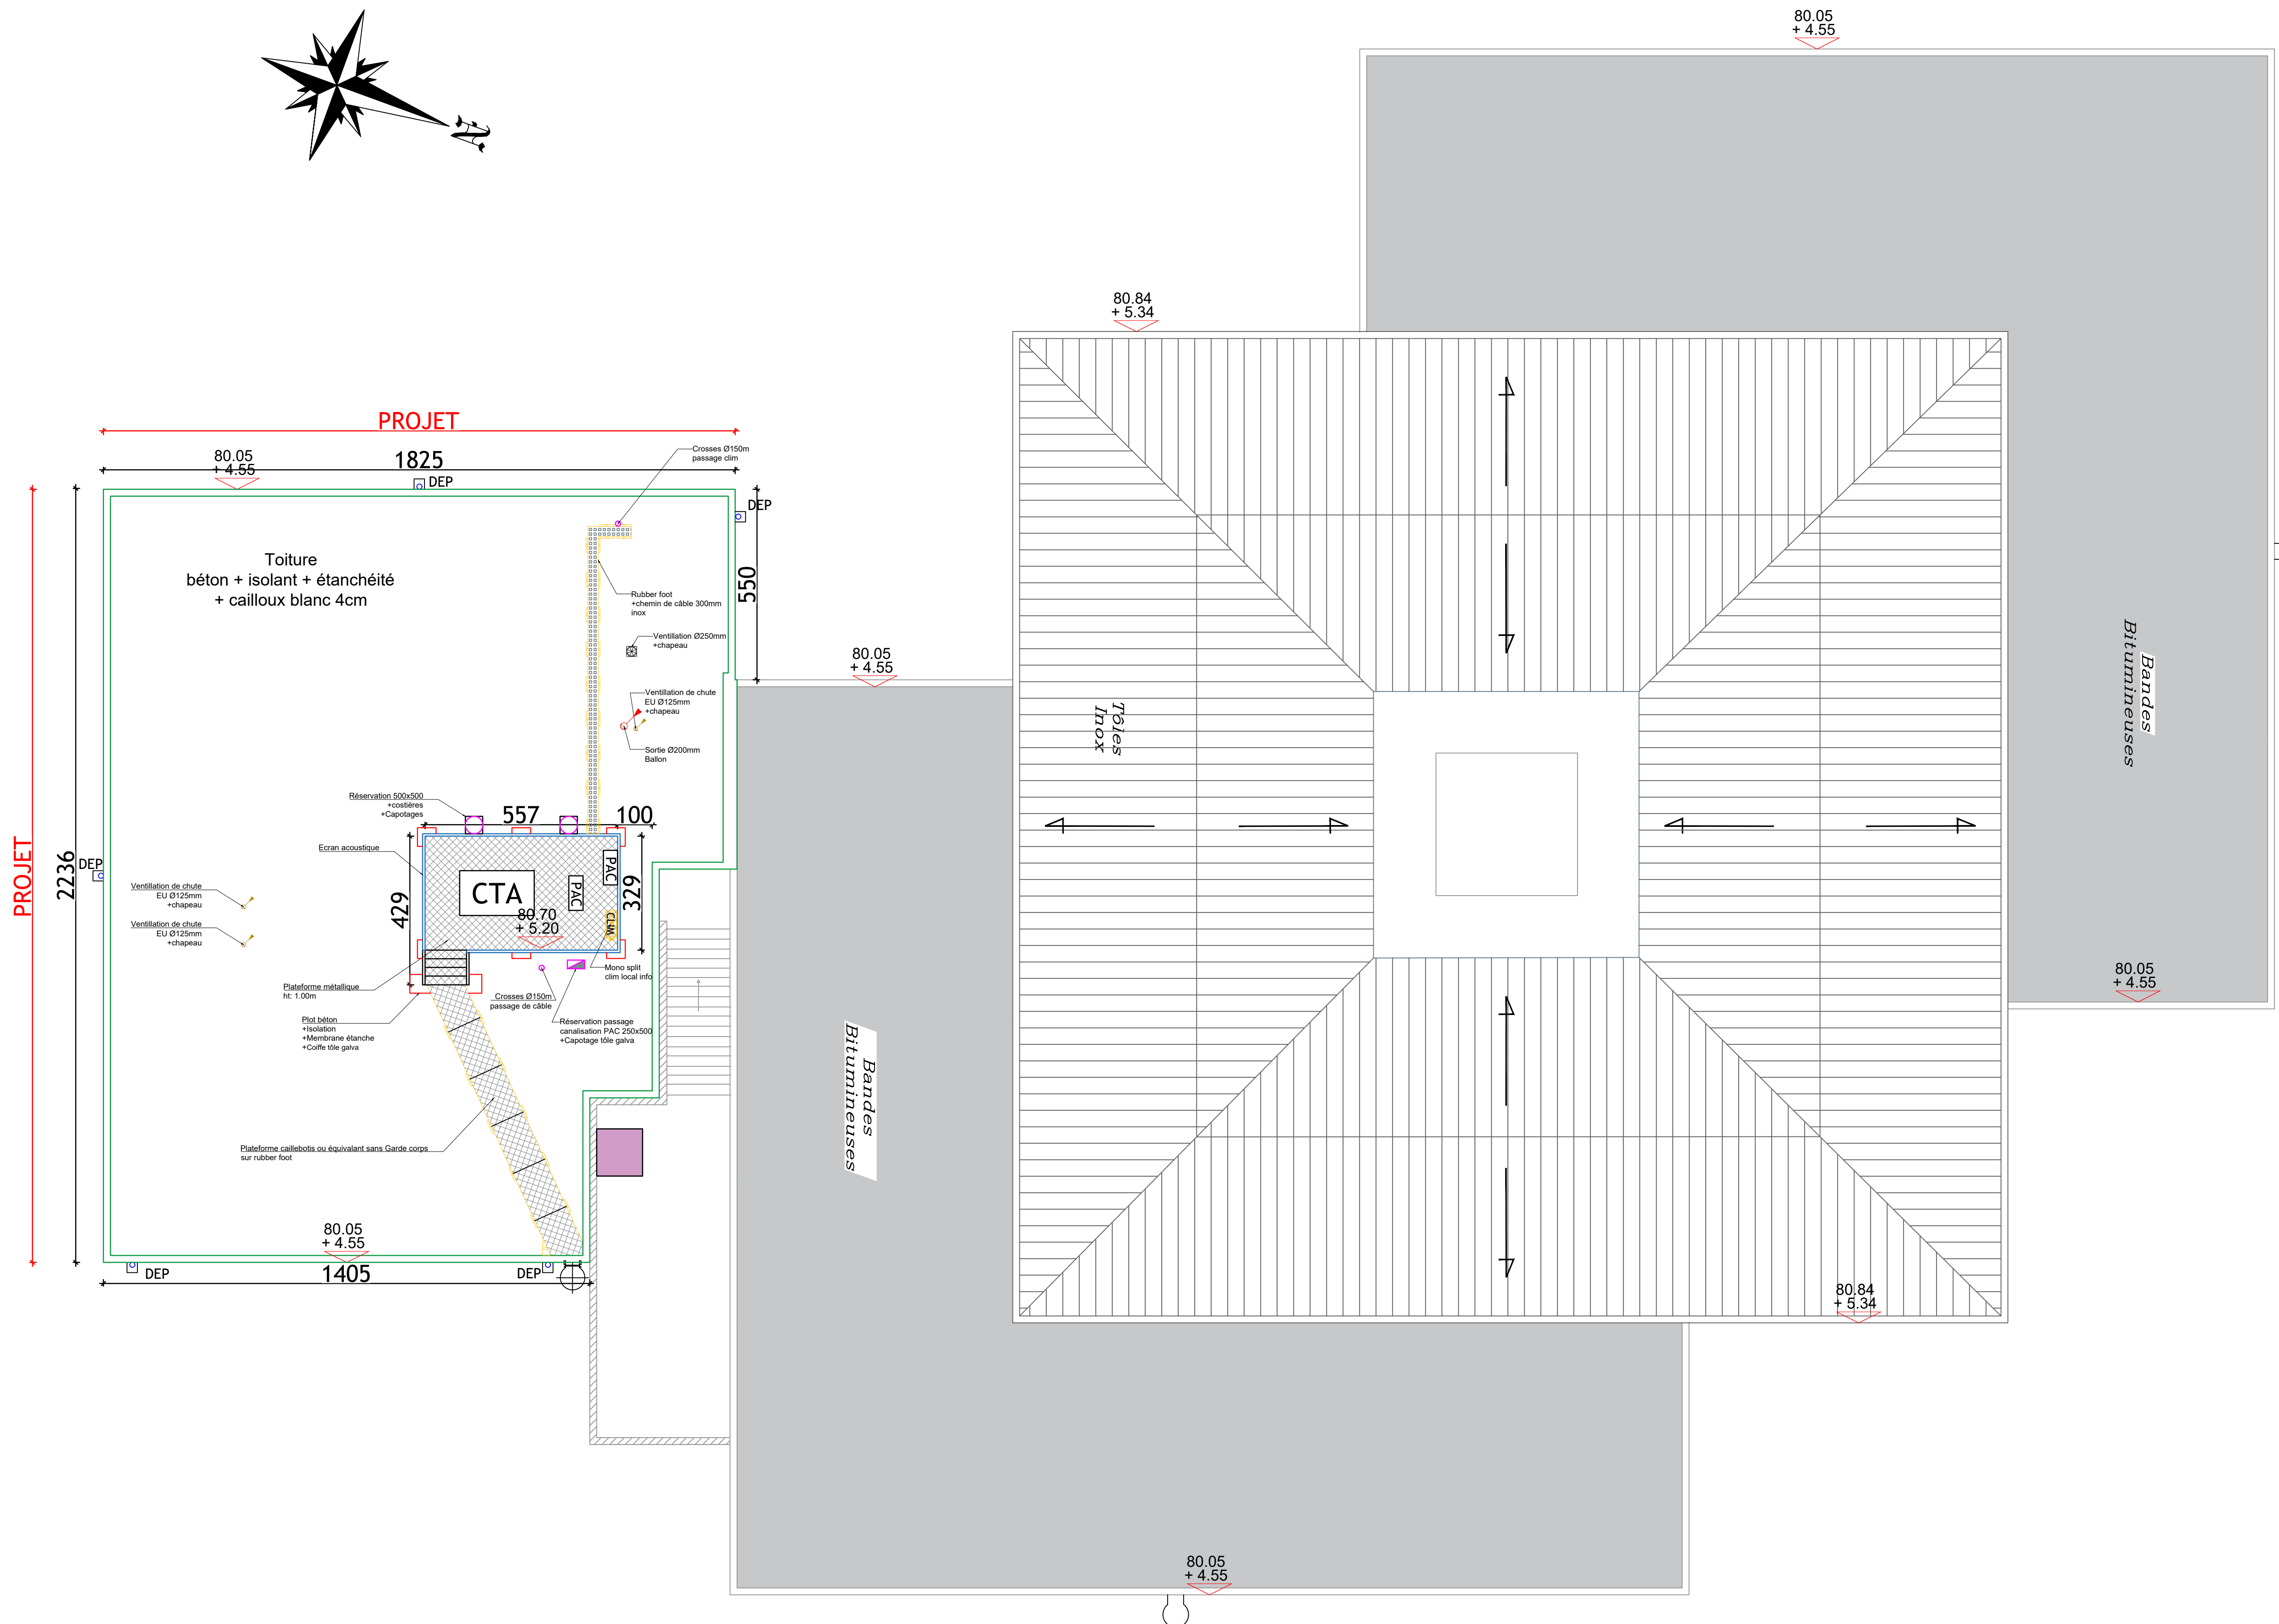 N
80.05
+ 4.55
80.84
+ 5.34
PROJET
1825
80.05
+ 4.55
DEP
Crosses Ø150m
passage clim
DEP
550
Toiture
béton + isolant + étanchéité
+ cailloux blanc 4cm
Rubber foot
+chemin de câble 300mm
inox
Ventillation Ø250mm
+chapeau
80.05
+ 4.55
Ventillation de chute
EU Ø125mm
+chapeau
Sortie Ø200mm
Ballon
Tôles
Inox
Bandes
Bitumineuses
Réservation 500x500
+costières
+Capotages
557
100
Ecran acoustique
PROJET
2236
DEP
CTA
PAC
PAC
CLIM
329
429
80.70
+ 5.20
Ventillation de chute
EU Ø125mm
+chapeau
Ventillation de chute
EU Ø125mm
+chapeau
Mono split
clim local info
Plateforme métallique
ht: 1.00m
Crosses Ø150m
passage de câble
Plot béton
+Isolation
+Membrane étanche
+Coiffe tôle galva
Réservation passage
canalisation PAC 250x500
+Capotage tôle galva
80.05
+ 4.55
Bandes
Bitumineuses
Plateforme caillebotis ou équivalant sans Garde corps
sur rubber foot
80.05
+ 4.55
DEP
1405
DEP
80.84
+ 5.34
80.05
+ 4.55